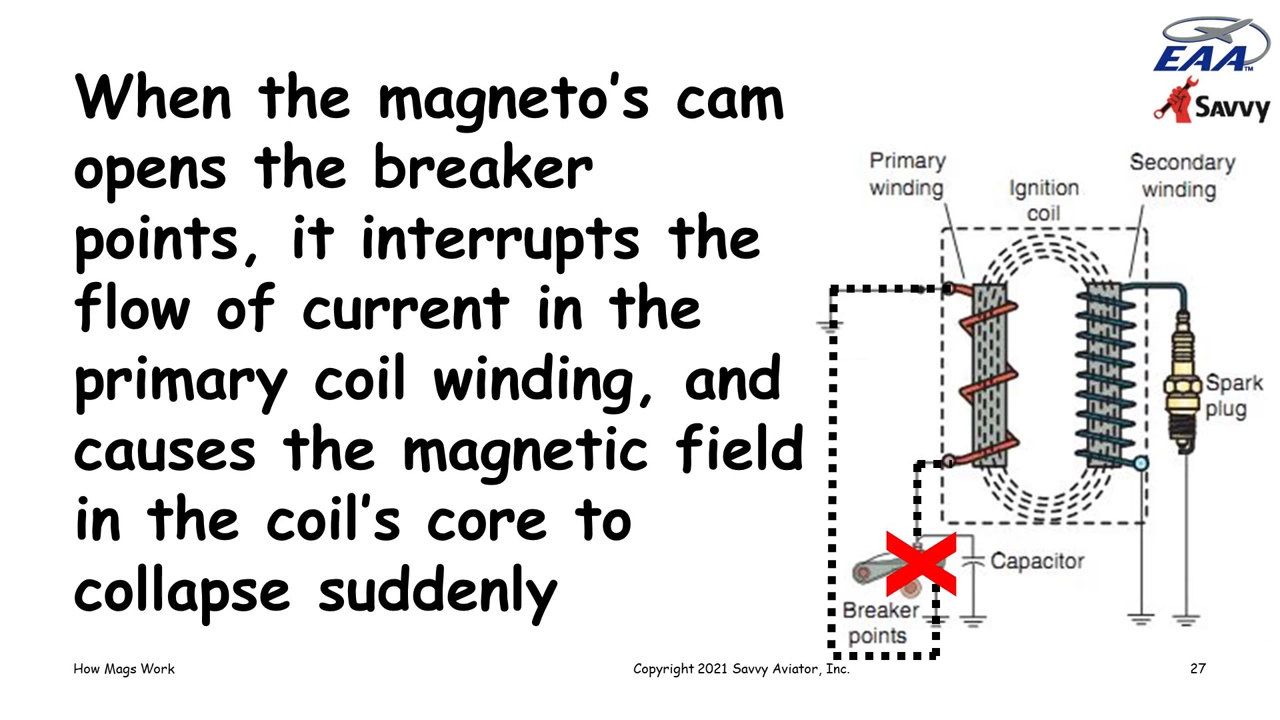 When the magneto's cam
opens the breaker
points, it interrupts the
flow of current in the
primary coil winding, and
causes the magnetic field
in the coil's core to
collapse suddenly
EAA™
SAVVY
Primary
winding
Ignition
coil
Secondary
winding
Spark
plug
Capacitor
Breaker
points
How Mags Work
Copyright 2021 Savvy Aviator, Inc.
27